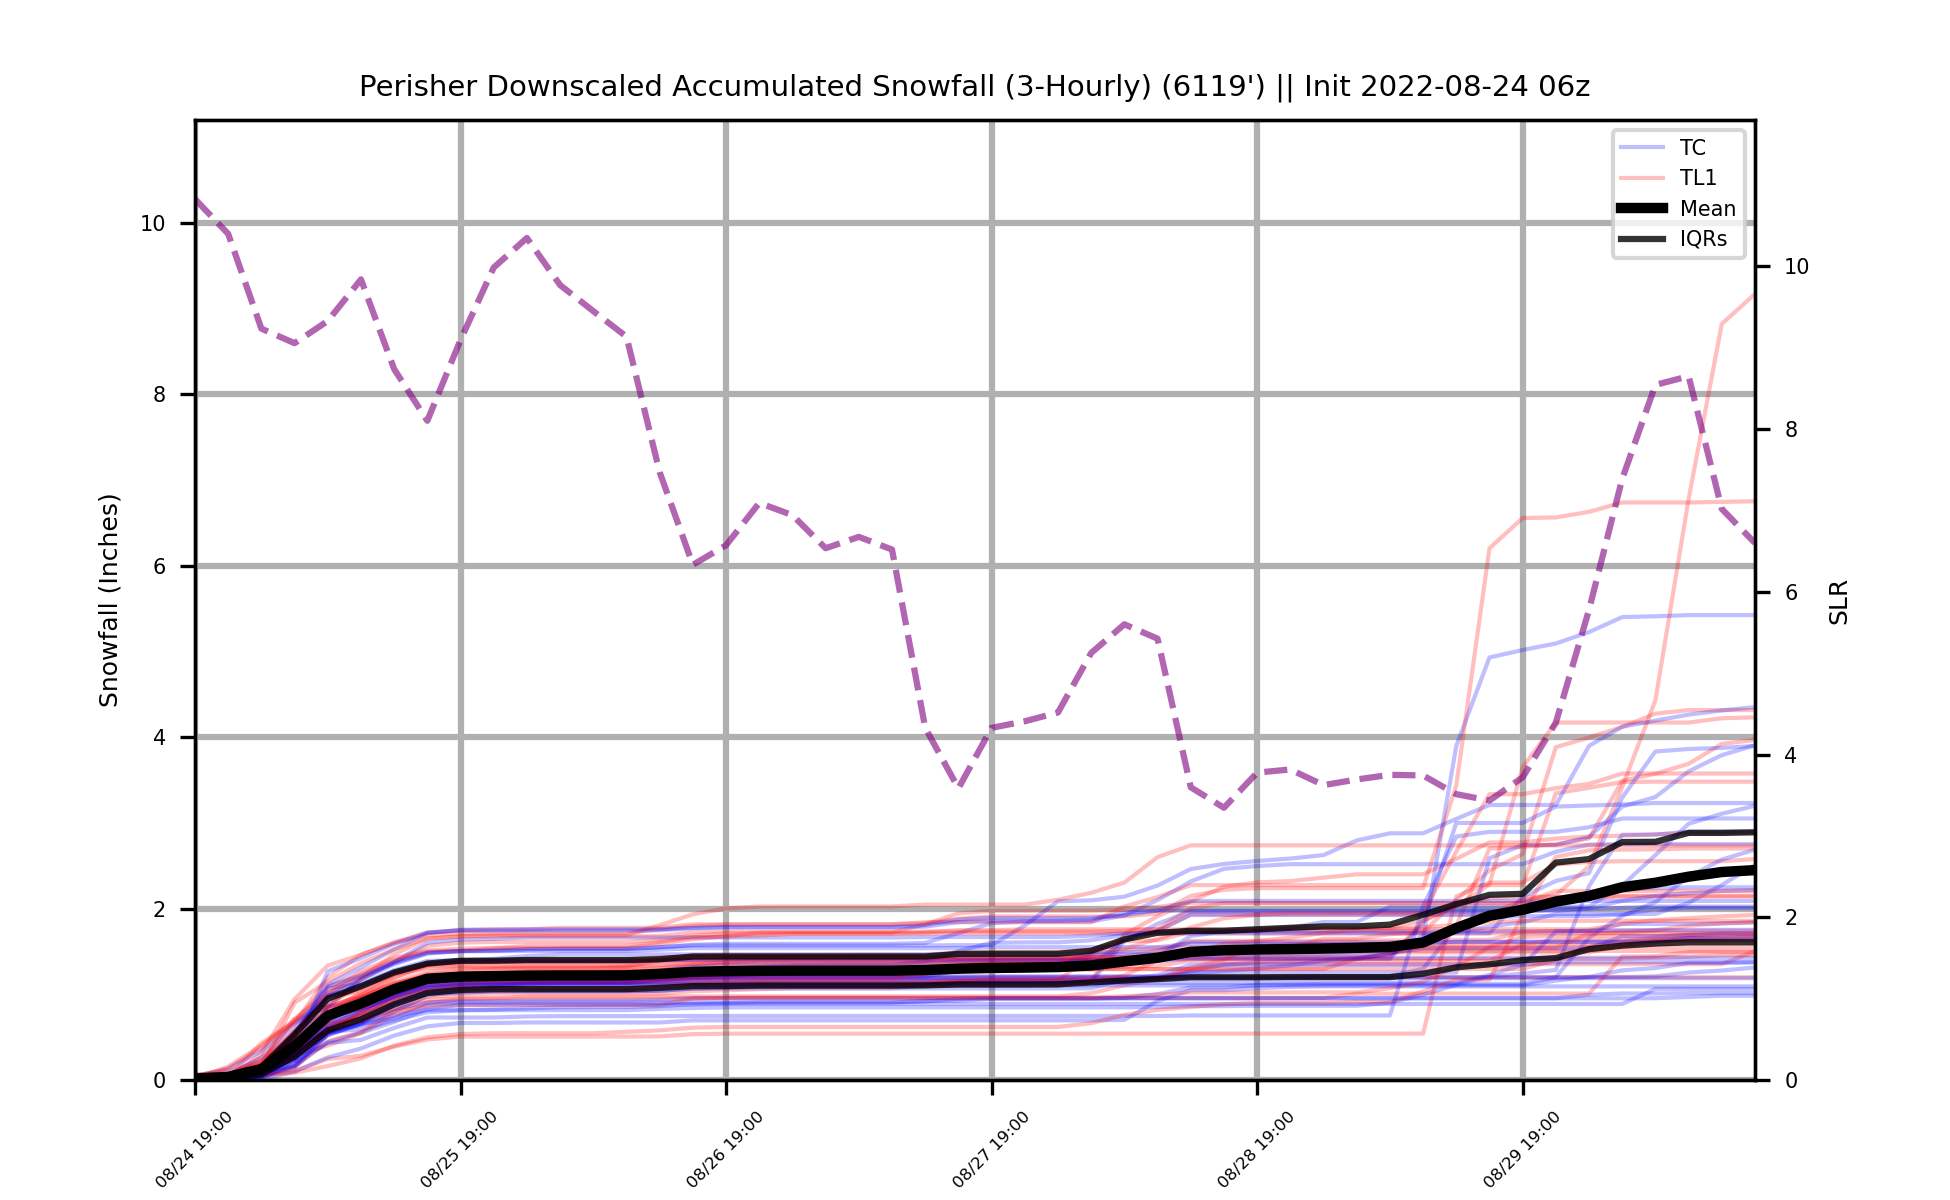 Perisher Downscaled Accumulated Snowfall (3-Hourly) (6119') || Init 2022-08-24 06z
TC
TL1
Mean
IQRs
Snowfall (Inches)
10
8
6
4
2
0
10
8
6
4
2
0
SLR
08/24 19:00
08/25 19:00
08/26 19:00
08/27 19:00
08/28 19:00
08/29 19:00